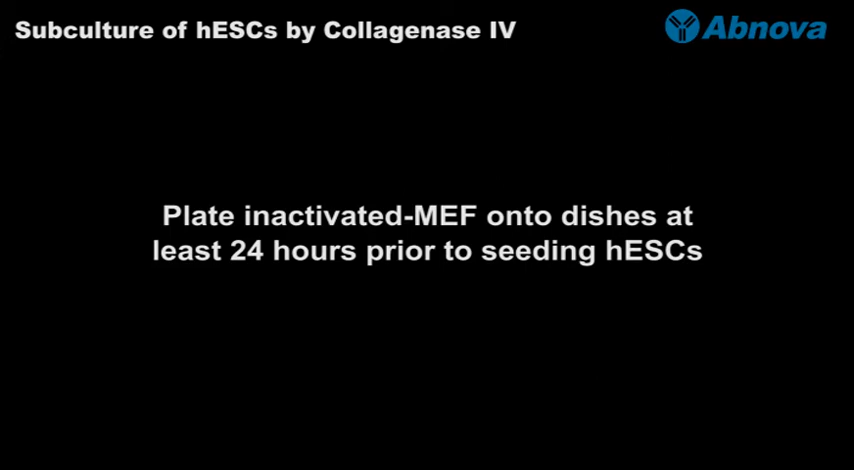 Subculture of hESCs by Collagenase IV
Abnova
Plate inactivated-MEF onto dishes at
least 24 hours prior to seeding hESCs